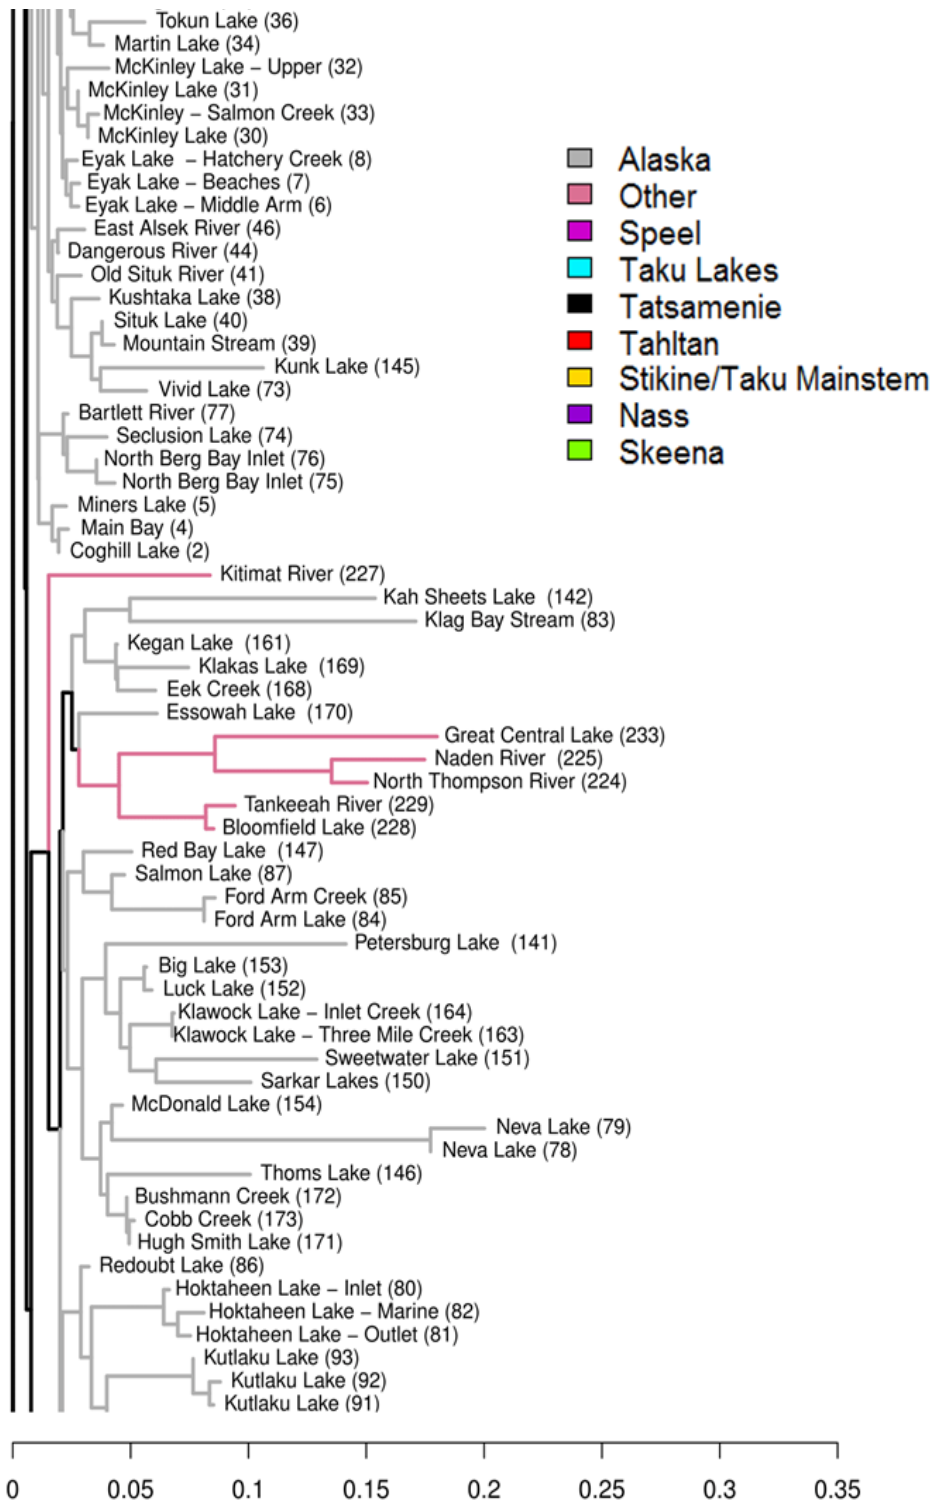 Tokun Lake (36)
Martin Lake (34)
McKinley Lake – Upper (32)
McKinley Lake (31)
McKinley – Salmon Creek (33)
McKinley Lake (30)
Eyak Lake – Hatchery Creek (8)
Eyak Lake – Beaches (7)
Eyak Lake – Middle Arm (6)
East Alsek River (46)
Dangerous River (44)
Old Situk River (41)
Kushtaka Lake (38)
Situk Lake (40)
Mountain Stream (39)
Kunk Lake (145)
Vivid Lake (73)
Bartlett River (77)
Seclusion Lake (74)
North Berg Bay Inlet (76)
North Berg Bay Inlet (75)
Miners Lake (5)
Main Bay (4)
Coghill Lake (2)
Kitimat River (227)
Kah Sheets Lake (142)
Klag Bay Stream (83)
Kegan Lake (161)
Klakas Lake (169)
Eek Creek (168)
Essowah Lake (170)
Great Central Lake (233)
Naden River (225)
North Thompson River (224)
Tankeeah River (229)
Bloomfield Lake (228)
Red Bay Lake (147)
Salmon Lake (87)
Ford Arm Creek (85)
Ford Arm Lake (84)
Petersburg Lake (141)
Big Lake (153)
Luck Lake (152)
Klawock Lake – Inlet Creek (164)
Klawock Lake – Three Mile Creek (163)
Sweetwater Lake (151)
Sarkar Lakes (150)
McDonald Lake (154)
Neva Lake (79)
Neva Lake (78)
Thoms Lake (146)
Bushmann Creek (172)
Cobb Creek (173)
Hugh Smith Lake (171)
Redoubt Lake (86)
Hoktaheen Lake – Inlet (80)
Hoktaheen Lake – Marine (82)
Hoktaheen Lake – Outlet (81)
Kutlaku Lake (93)
Kutlaku Lake (92)
Kutlaku Lake (91)
Alaska
Other
Speel
Taku Lakes
Tatsamenie
Tahltan
Stikine/Taku Mainstem
Nass
Skeena
0 0.05 0.1 0.15 0.2 0.25 0.3 0.35